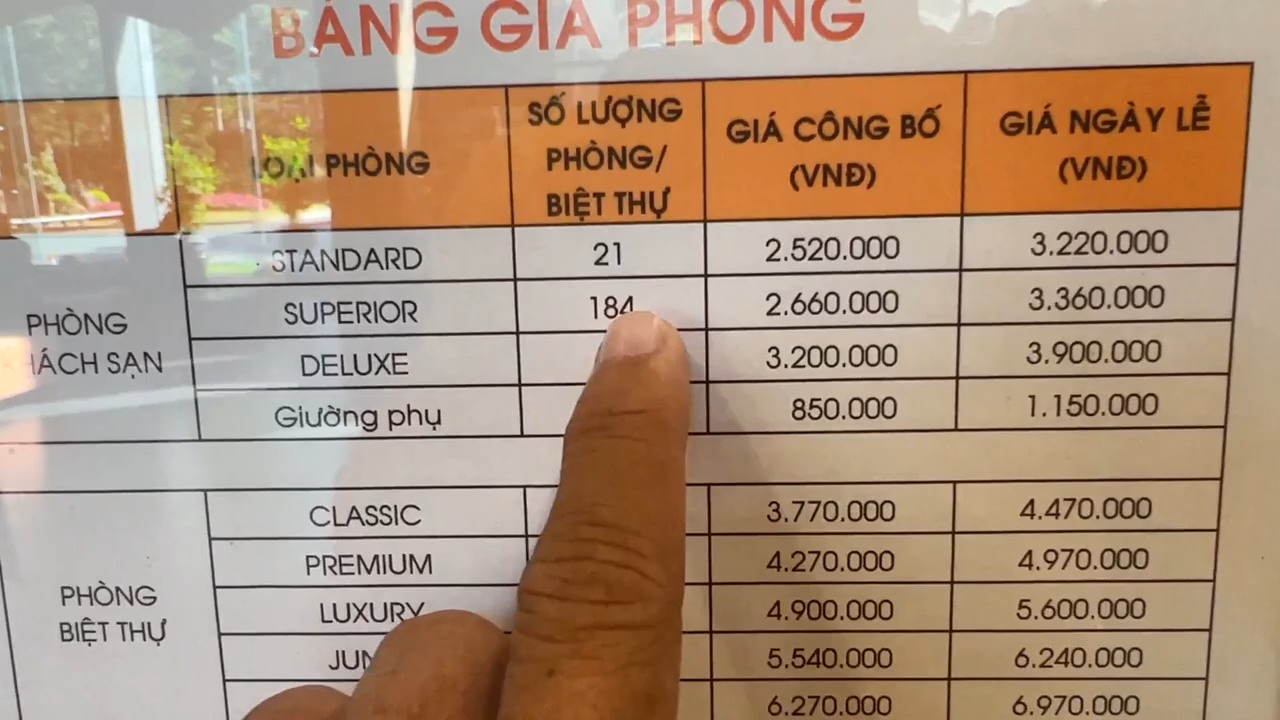 BẢNG GIÁ PHÒNG
LOẠI PHÒNG
SỐ LƯỢNG
PHÒNG/
BIỆT THỰ
GIÁ CÔNG BỐ
(VNĐ)
GIÁ NGÀY LỄ
(VNĐ)
PHÒNG
KHÁCH SẠN
STANDARD 21 2.520.000 3.220.000
SUPERIOR 184 2.660.000 3.360.000
DELUXE 3.200.000 3.900.000
Giường phụ 850.000 1.150.000
PHÒNG
BIỆT THỰ
CLASSIC 3.770.000 4.470.000
PREMIUM 4.270.000 4.970.000
LUXURY 4.900.000 5.600.000
5.540.000 6.240.000
6.270.000 6.970.000